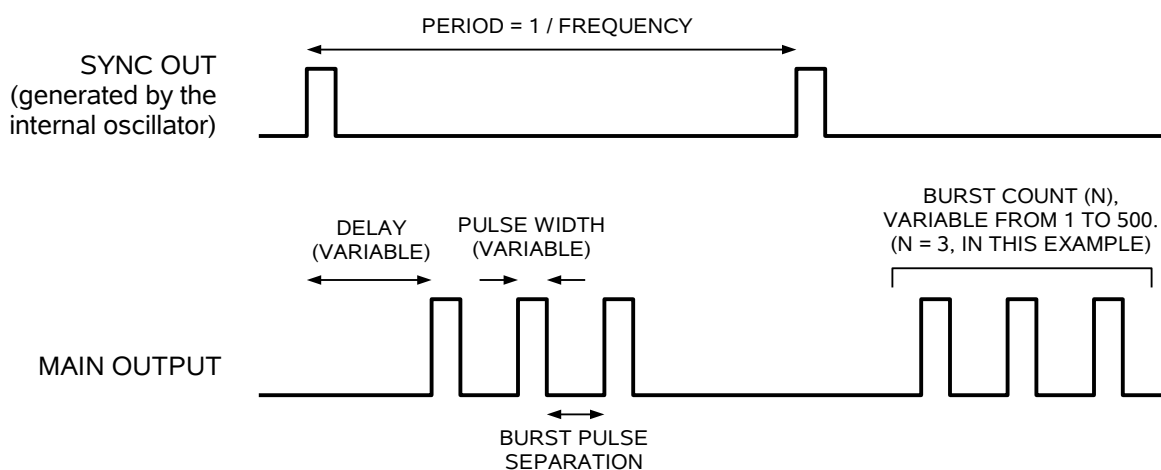 PERIOD = 1 / FREQUENCY
SYNC OUT
(generated by the
internal oscillator)
BURST COUNT (N),
VARIABLE FROM 1 TO 500.
(N = 3, IN THIS EXAMPLE)
DELAY
(VARIABLE)
PULSE WIDTH
(VARIABLE)
MAIN OUTPUT
BURST PULSE
SEPARATION